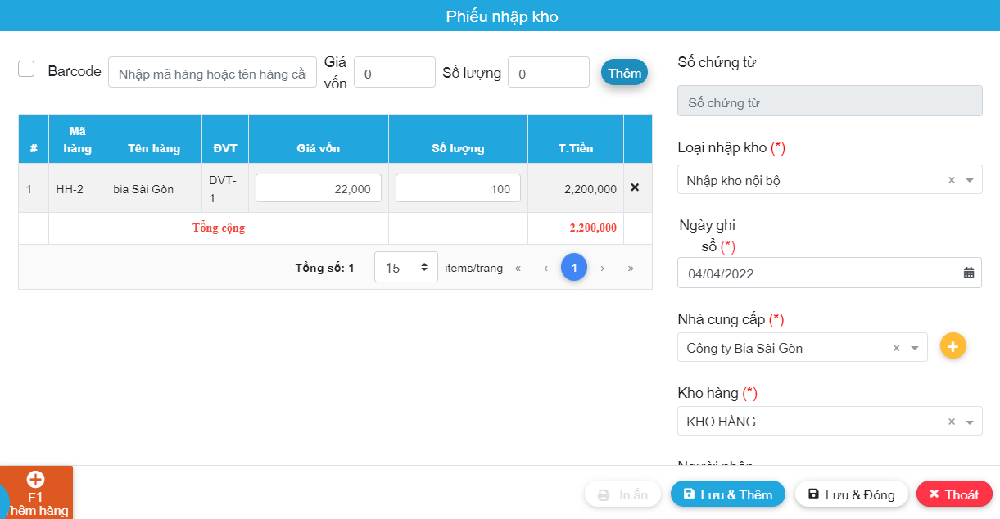 Phiếu nhập kho
Barcode
Nhập mã hàng hoặc tên hàng cầ
Giá
vốn
0
Số lượng
0
Thêm
#
Mã
hàng
Tên hàng
ĐVT
Giá vốn
Số lượng
T.Tiền
1
HH-2
bia Sài Gòn
DVT-
1
22,000
100
2,200,000
Tổng cộng
2,200,000
Tổng số: 1
15
items/trang
«
‹
1
›
»
Số chứng từ
Số chứng từ
Loại nhập kho (*)
Nhập kho nội bộ
Ngày ghi
sổ (*)
04/04/2022
Nhà cung cấp (*)
Công ty Bia Sài Gòn
Kho hàng (*)
KHO HÀNG
F1
Thêm hàng
In ấn
Lưu & Thêm
Lưu & Đóng
Thoát